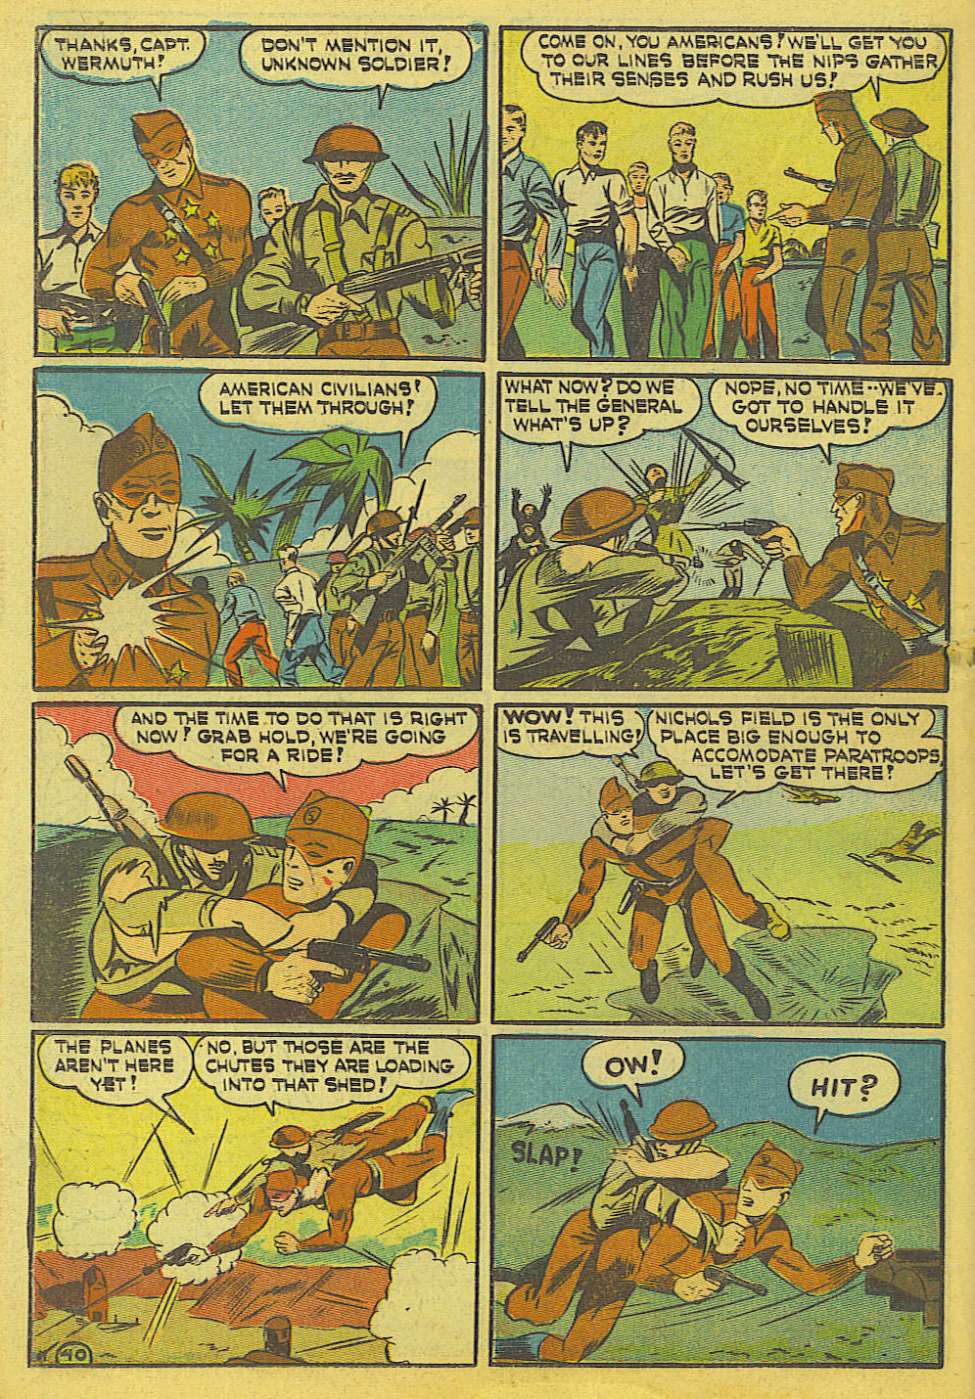 THANKS, CAPT.
WERMUTH!
DON'T MENTION IT,
UNKNOWN SOLDIER!
COME ON, YOU AMERICANS! WE'LL GET YOU
TO OUR LINES BEFORE THE NIPS GATHER
THEIR SENSES AND RUSH US!
AMERICAN CIVILIANS!
LET THEM THROUGH!
WHAT NOW? DO WE
TELL THE GENERAL
WHAT'S UP?
NOPE, NO TIME--WE'VE
GOT TO HANDLE IT
OURSELVES!
AND THE TIME TO DO THAT IS RIGHT
NOW! GRAB HOLD, WE'RE GOING
FOR A RIDE!
WOW! THIS
IS TRAVELLING!
NICHOLS FIELD IS THE ONLY
PLACE BIG ENOUGH TO
ACCOMODATE PARATROOPS,
LET'S GET THERE!
THE PLANES
AREN'T HERE
YET!
NO, BUT THOSE ARE THE
CHUTES THEY ARE LOADING
INTO THAT SHED!
OW!
SLAP!
HIT?
40